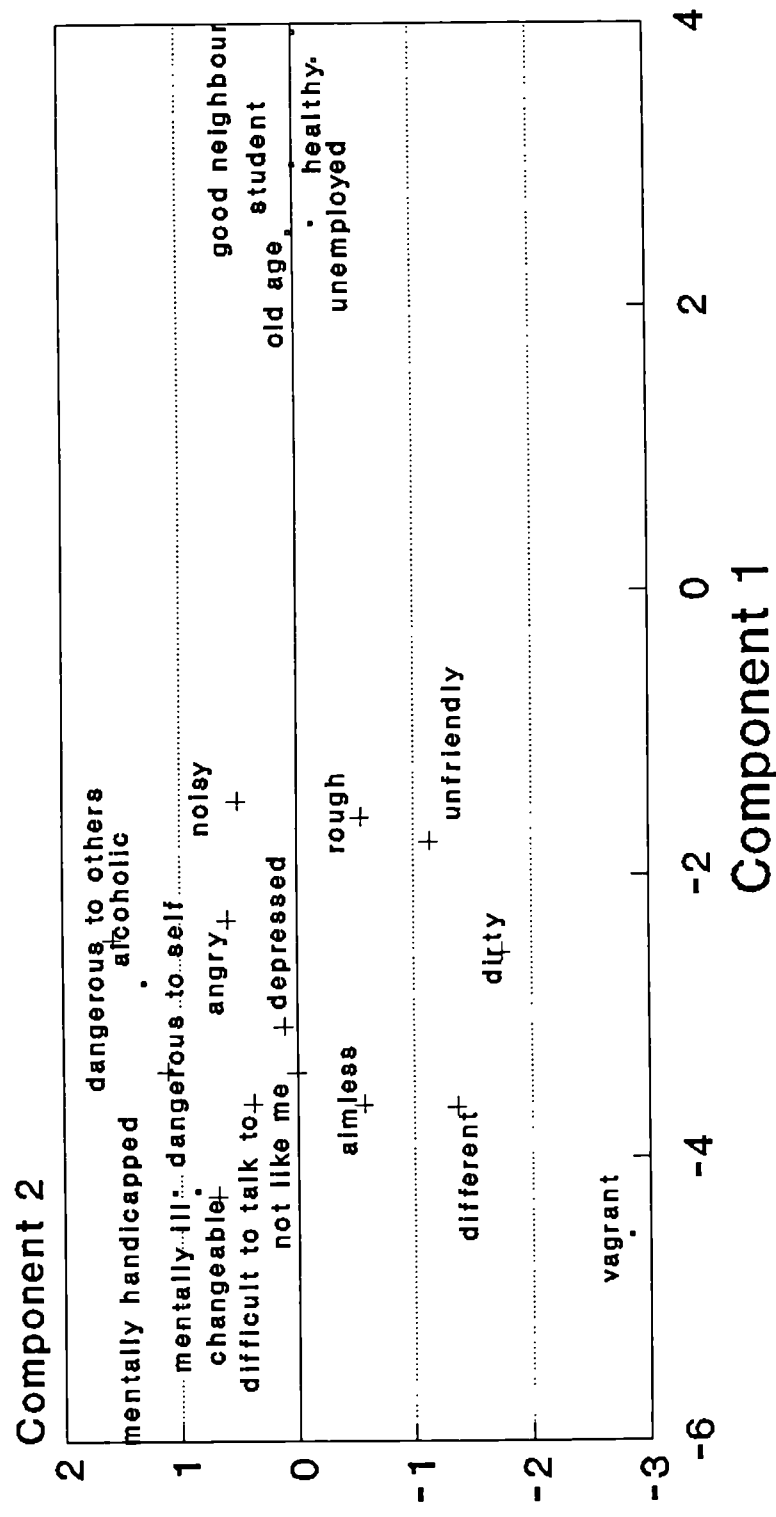 Component 2
2
1
0
-1
-2
-3
dangerous to others
alcoholic
mentally handicapped
mentally ill
dangerous to self
noisy
angry
changeable
difficult to talk to
depressed
not like me
good neighbour
student
old age
healthy
unemployed
rough
aimless
unfriendly
different
dirty
vagrant
-6
-4
-2
0
2
4
Component 1